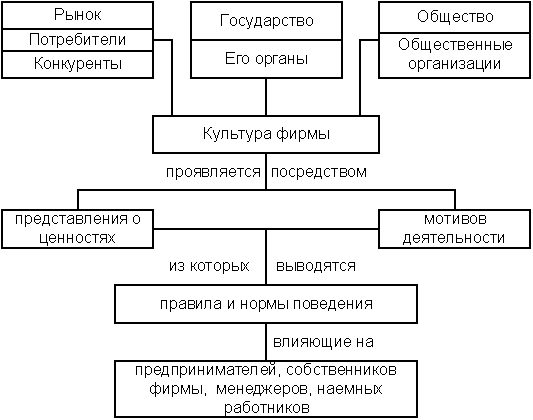 Рынок
Потребители
Конкуренты
Государство
Его органы
Общество
Общественные
организации
Культура фирмы
проявляется посредством
представления о
ценностях
мотивов
деятельности
из которых выводятся
правила и нормы поведения
влияющие на
предпринимателей, собственников
фирмы, менеджеров, наемных
работников